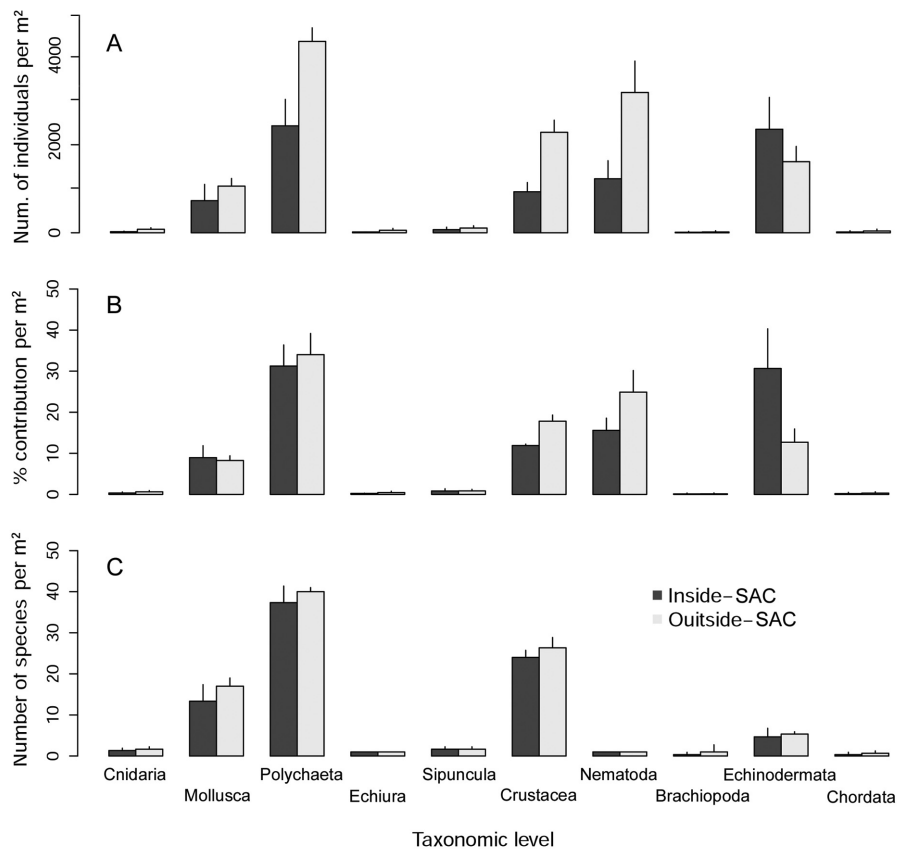 A
Num. of individuals per m²
4000
2000
0
B
% contribution per m²
50
40
30
20
10
0
C
Number of species per m²
50
40
30
20
10
0
Inside–SAC
Ouitside–SAC
Cnidaria
Polychaeta
Sipuncula
Nematoda
Echinodermata
Mollusca
Echiura
Crustacea
Brachiopoda
Chordata
Taxonomic level